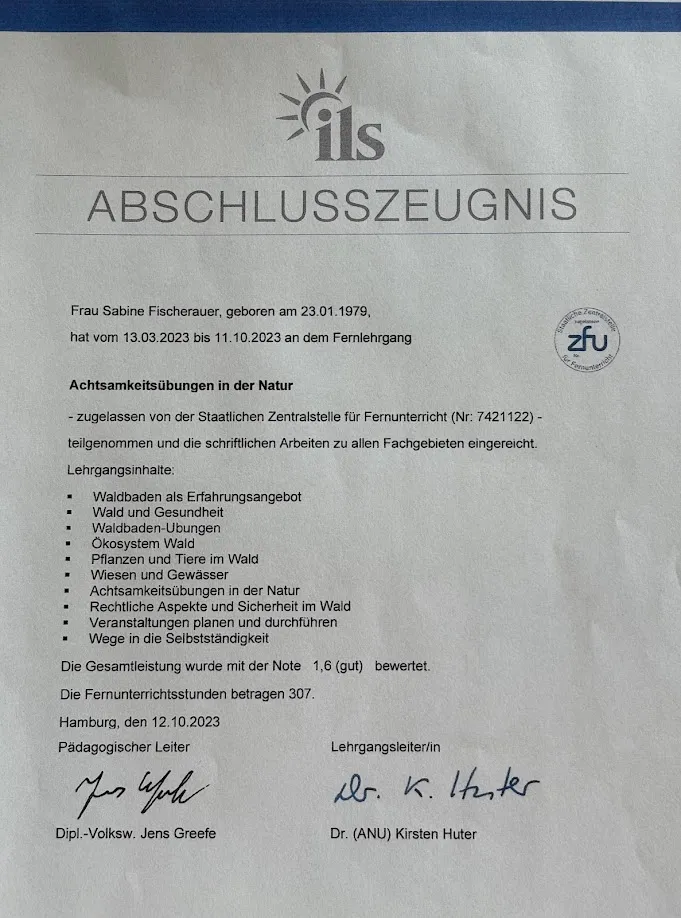 ils
ABSCHLUSSZEUGNIS
Frau Sabine Fischerauer, geboren am 23.01.1979,
hat vom 13.03.2023 bis 11.10.2023 an dem Fernlehrgang
Staatliche Zentralstelle
zfu
für Fernunterricht
Achtsamkeitsübungen in der Natur
- zugelassen von der Staatlichen Zentralstelle für Fernunterricht (Nr: 7421122) -
teilgenommen und die schriftlichen Arbeiten zu allen Fachgebieten eingereicht.
Lehrgangsinhalte:
▪ Waldbaden als Erfahrungsangebot
▪ Wald und Gesundheit
▪ Waldbaden-Übungen
▪ Ökosystem Wald
▪ Pflanzen und Tiere im Wald
▪ Wiesen und Gewässer
▪ Achtsamkeitsübungen in der Natur
▪ Rechtliche Aspekte und Sicherheit im Wald
▪ Veranstaltungen planen und durchführen
▪ Wege in die Selbstständigkeit
Die Gesamtleistung wurde mit der Note 1,6 (gut) bewertet.
Die Fernunterrichtsstunden betragen 307.
Hamburg, den 12.10.2023
Pädagogischer Leiter Lehrgangsleiter/in
Dr. K. Huter
Dipl.-Volksw. Jens Greefe Dr. (ANU) Kirsten Huter